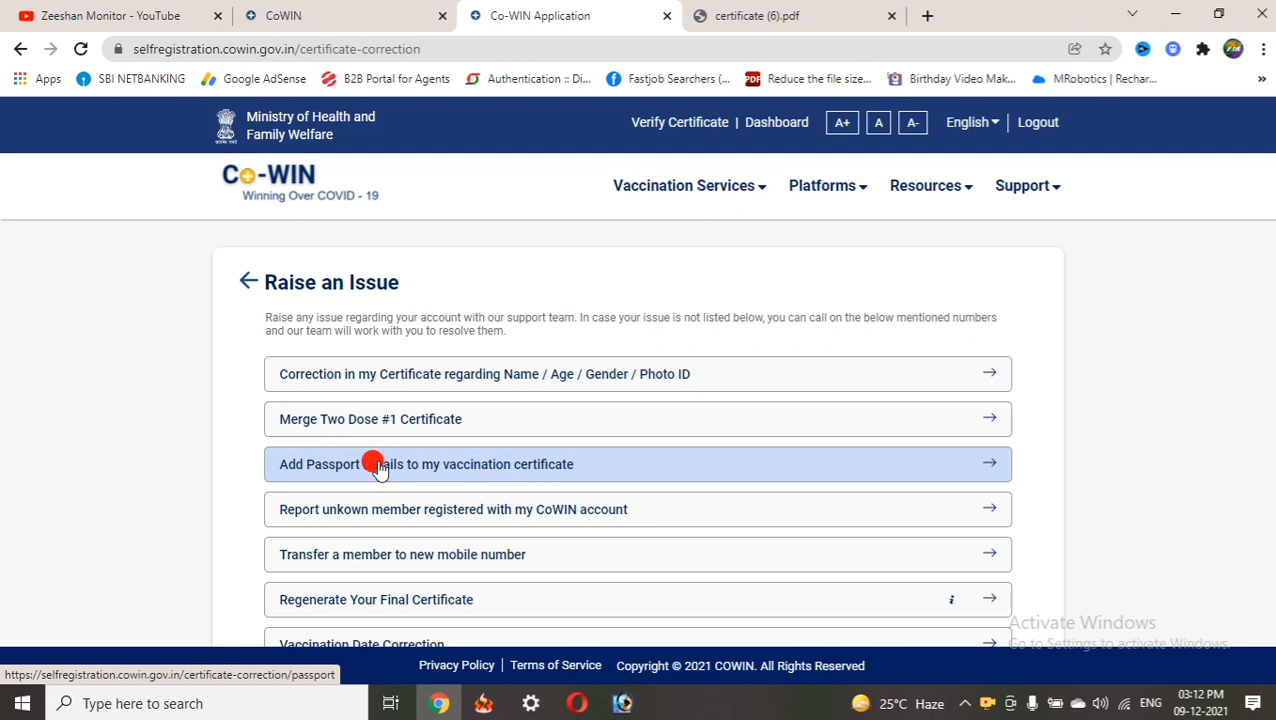 Zeeshan Monitor - YouTube
CoWIN
Co-WIN Application
certificate (6).pdf
selfregistration.cowin.gov.in/certificate-correction
Apps
SBI NETBANKING
Google AdSense
B2B Portal for Agents
Authentication :: Di...
Fastjob Searchers (...
Reduce the file size...
Birthday Video Mak...
MRobotics | Rechar...
»
Ministry of Health and
Family Welfare
Verify Certificate | Dashboard
A+
A
A-
English
Logout
Co-WIN
Winning Over COVID - 19
Vaccination Services
Platforms
Resources
Support
Raise an Issue
Raise any issue regarding your account with our support team. In case your issue is not listed below, you can call on the below mentioned numbers
and our team will work with you to resolve them.
Correction in my Certificate regarding Name / Age / Gender / Photo ID
Merge Two Dose #1 Certificate
Add Passport Details to my vaccination certificate
Report unkown member registered with my CoWIN account
Transfer a member to new mobile number
Regenerate Your Final Certificate
i
Vaccination Date Correction
Activate Windows
Go to Settings to activate Windows.
Privacy Policy | Terms of Service
Copyright © 2021 COWIN. All Rights Reserved
https://selfregistration.cowin.gov.in/certificate-correction/passport
Type here to search
25°C Haze
ENG
03:12 PM
09-12-2021